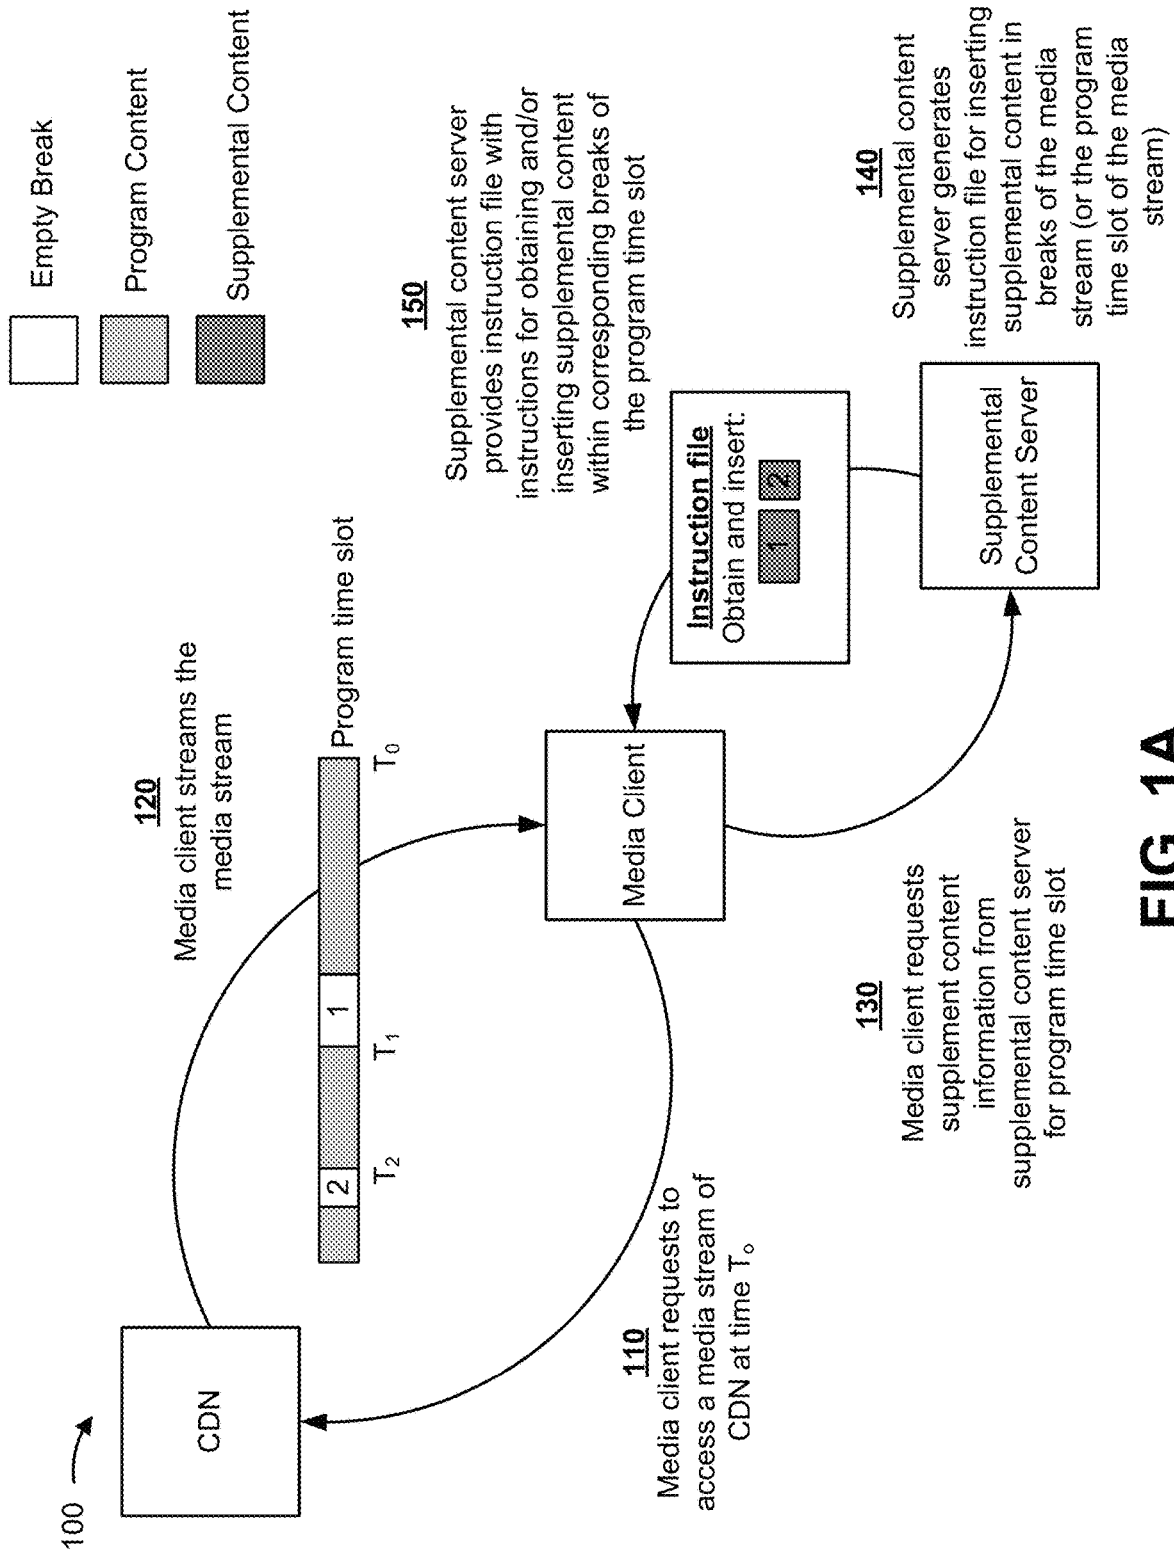 100
CDN
Empty Break
Program Content
Supplemental Content
120
Media client streams the
media stream
Program time slot
2
1
T2
T1
T0
110
Media client requests to
access a media stream of
CDN at time To
Media Client
150
Supplemental content server
provides instruction file with
instructions for obtaining and/or
inserting supplemental content
within corresponding breaks of
the program time slot
Instruction file
Obtain and insert:
1
2
130
Media client requests
supplement content
information from
supplemental content server
for program time slot
Supplemental
Content Server
140
Supplemental content
server generates
instruction file for inserting
supplemental content in
breaks of the media
stream (or the program
time slot of the media
stream)
FIG. 1A